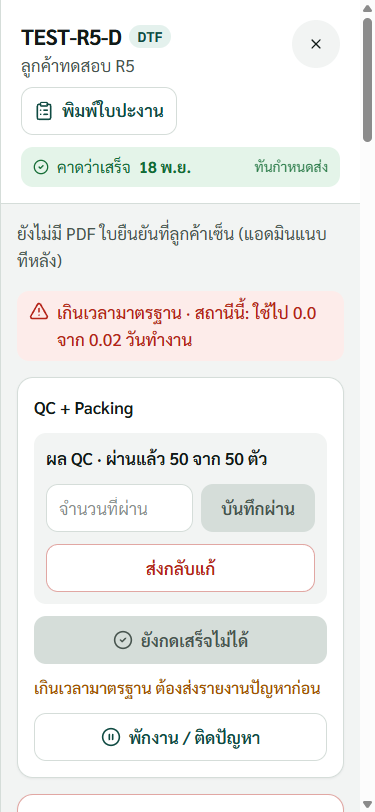 TEST-R5-D DTF
ลูกค้าทดสอบ R5
พิมพ์ใบปะงาน
คาดว่าเสร็จ 18 พ.ย. ทันกำหนดส่ง
ยังไม่มี PDF ใบยืนยันที่ลูกค้าเซ็น (แอดมินแนบ
ทีหลัง)
เกินเวลามาตรฐาน · สถานีนี้: ใช้ไป 0.0
จาก 0.02 วันทำงาน
QC + Packing
ผล QC · ผ่านแล้ว 50 จาก 50 ตัว
จำนวนที่ผ่าน บันทึกผ่าน
ส่งกลับแก้
ยังกดเสร็จไม่ได้
เกินเวลามาตรฐาน ต้องส่งรายงานปัญหาก่อน
พักงาน / ติดปัญหา